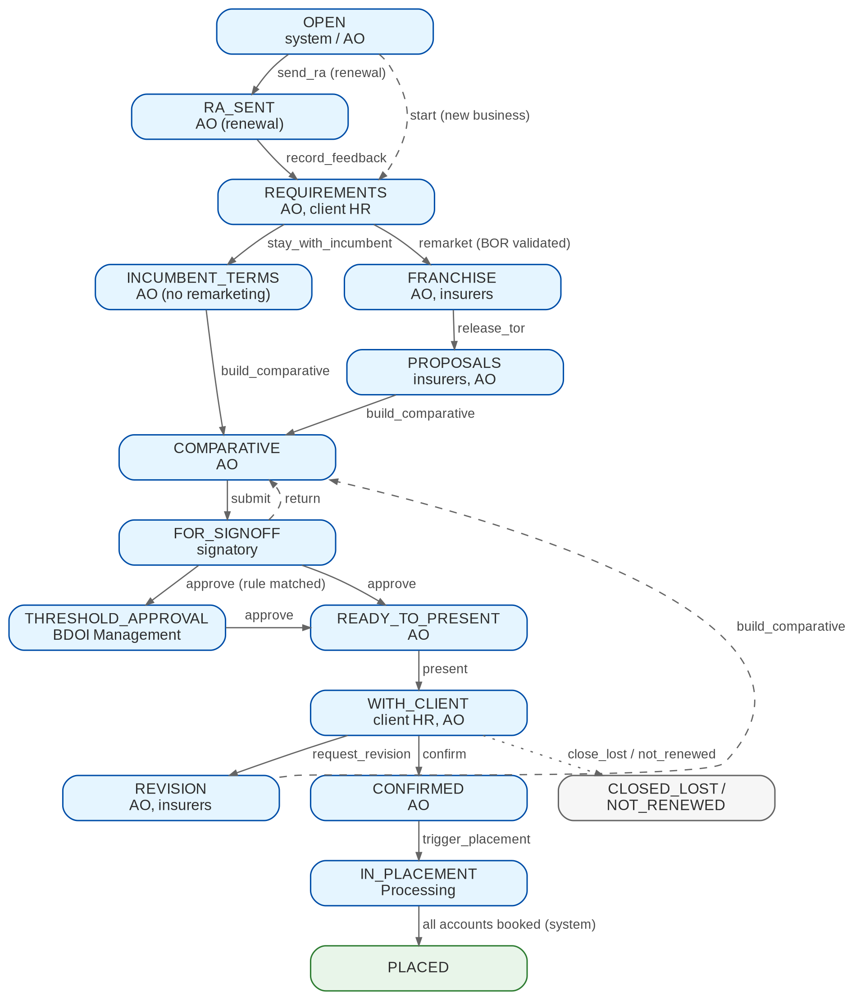 OPEN
system / AO
send_ra (renewal)
RA_SENT
AO (renewal)
start (new business)
record_feedback
REQUIREMENTS
AO, client HR
stay_with_incumbent
remarket (BOR validated)
INCUMBENT_TERMS
AO (no remarketing)
FRANCHISE
AO, insurers
release_tor
PROPOSALS
insurers, AO
build_comparative
build_comparative
COMPARATIVE
AO
submit
return
FOR_SIGNOFF
signatory
approve (rule matched)
approve
THRESHOLD_APPROVAL
BDOI Management
approve
READY_TO_PRESENT
AO
build_comparative
present
WITH_CLIENT
client HR, AO
request_revision
confirm
close_lost / not_renewed
REVISION
AO, insurers
CONFIRMED
AO
CLOSED_LOST /
NOT_RENEWED
trigger_placement
IN_PLACEMENT
Processing
all accounts booked (system)
PLACED